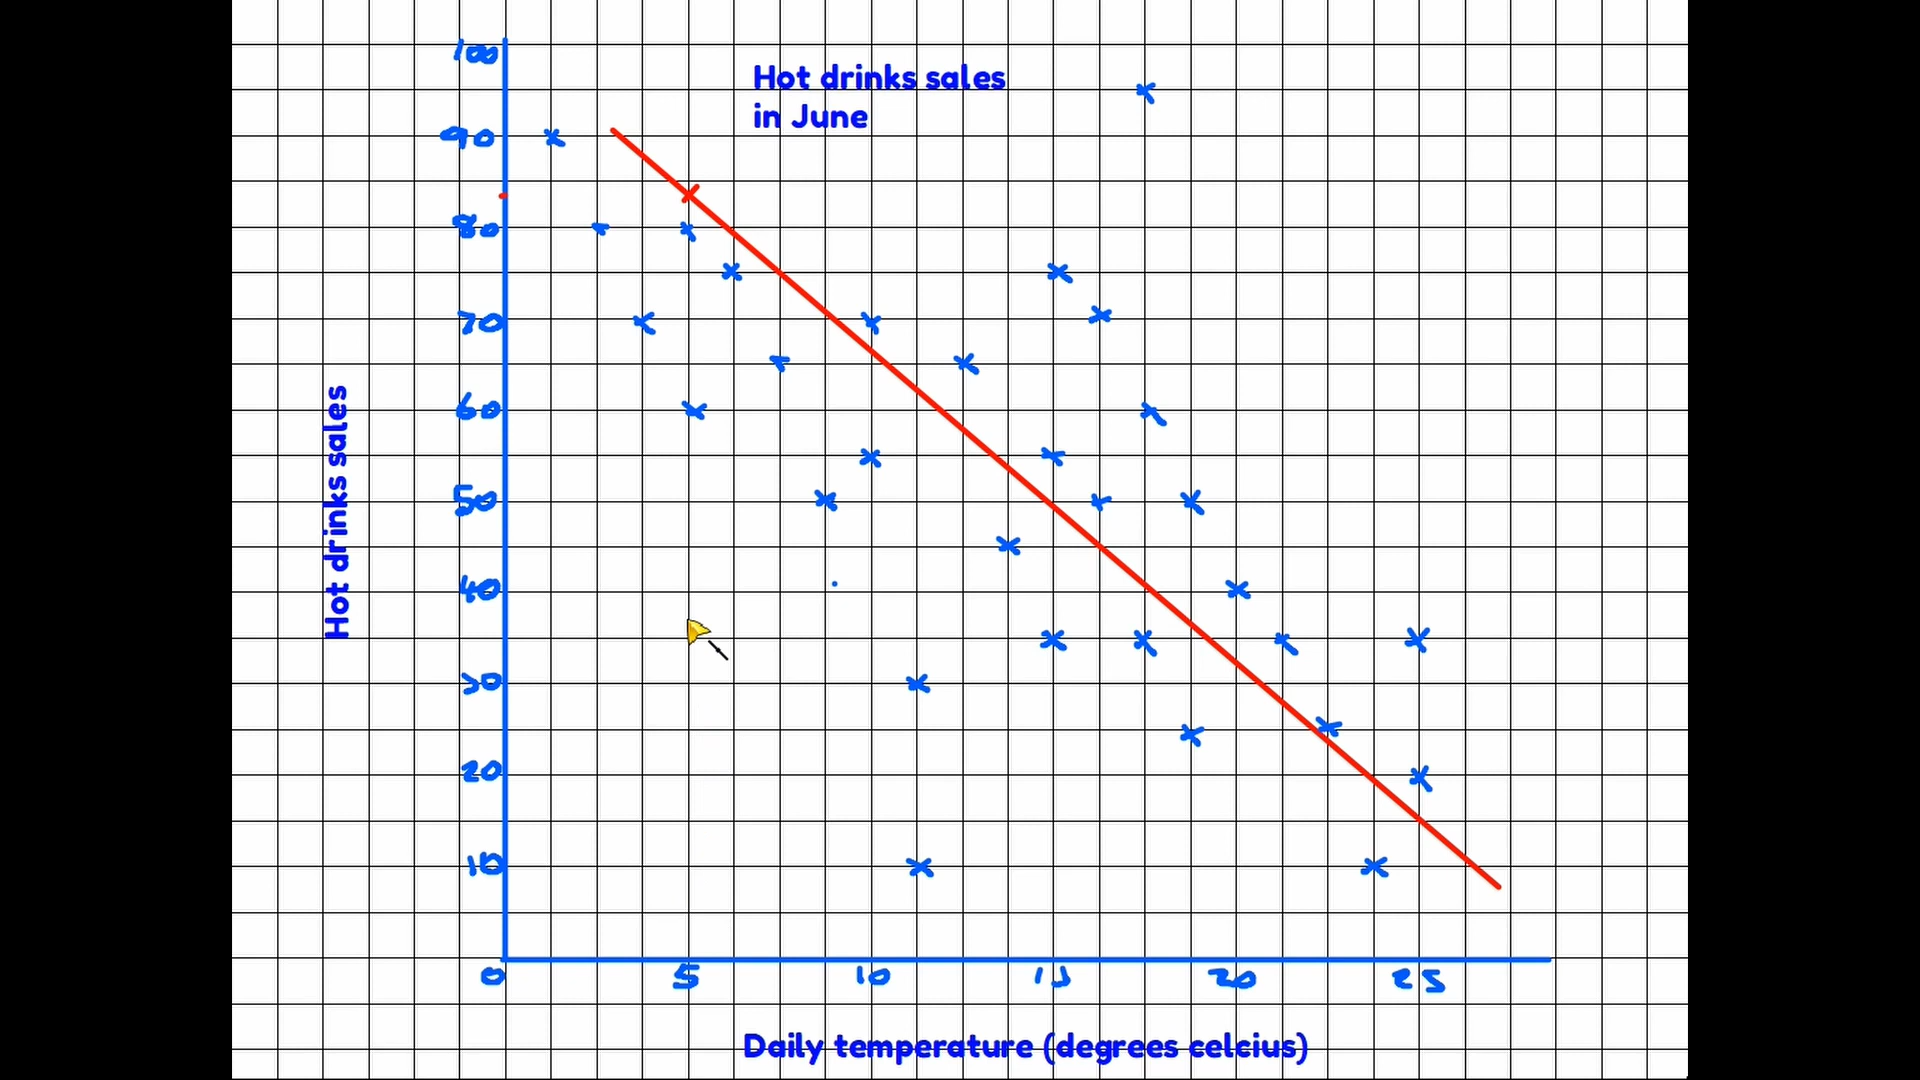 Hot drinks sales
in June
100
90
80
70
60
50
40
30
20
10
Hot drinks sales
0 5 10 15 20 25
Daily temperature (degrees celcius)